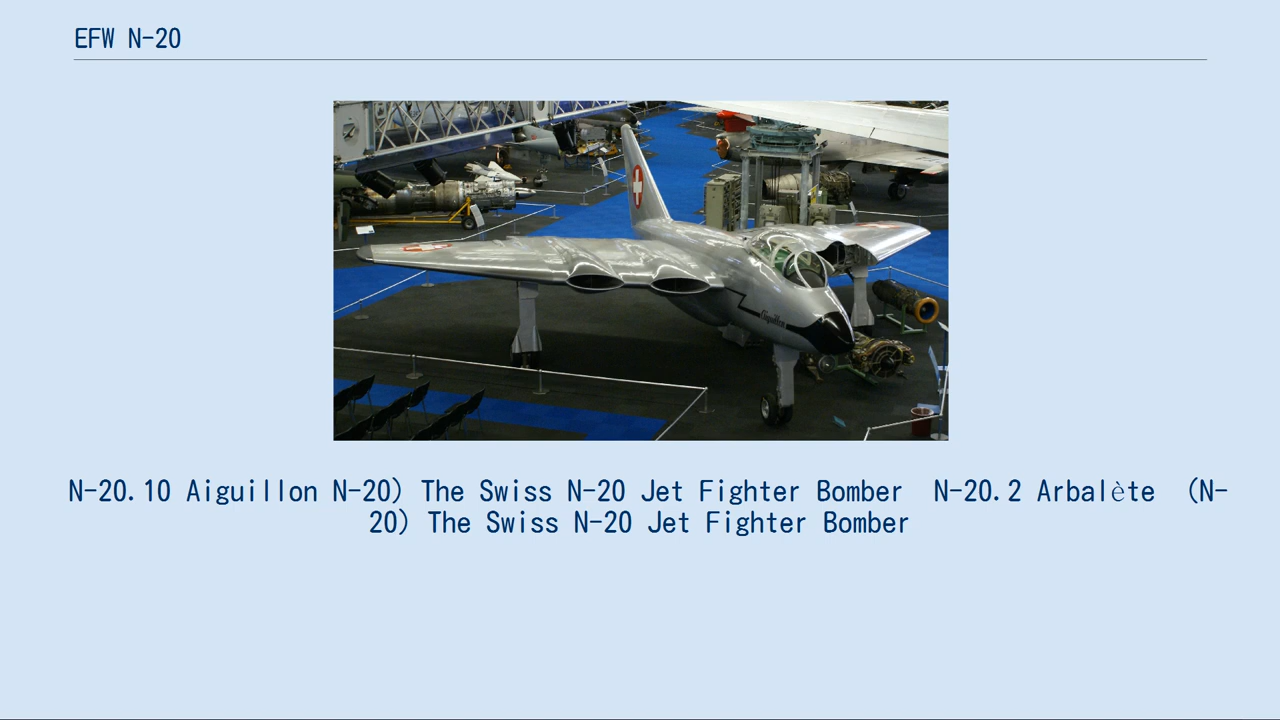 EFW N-20
Aiguillon
N-20.10 Aiguillon N-20) The Swiss N-20 Jet Fighter Bomber  N-20.2 Arbalète  (N-
20) The Swiss N-20 Jet Fighter Bomber